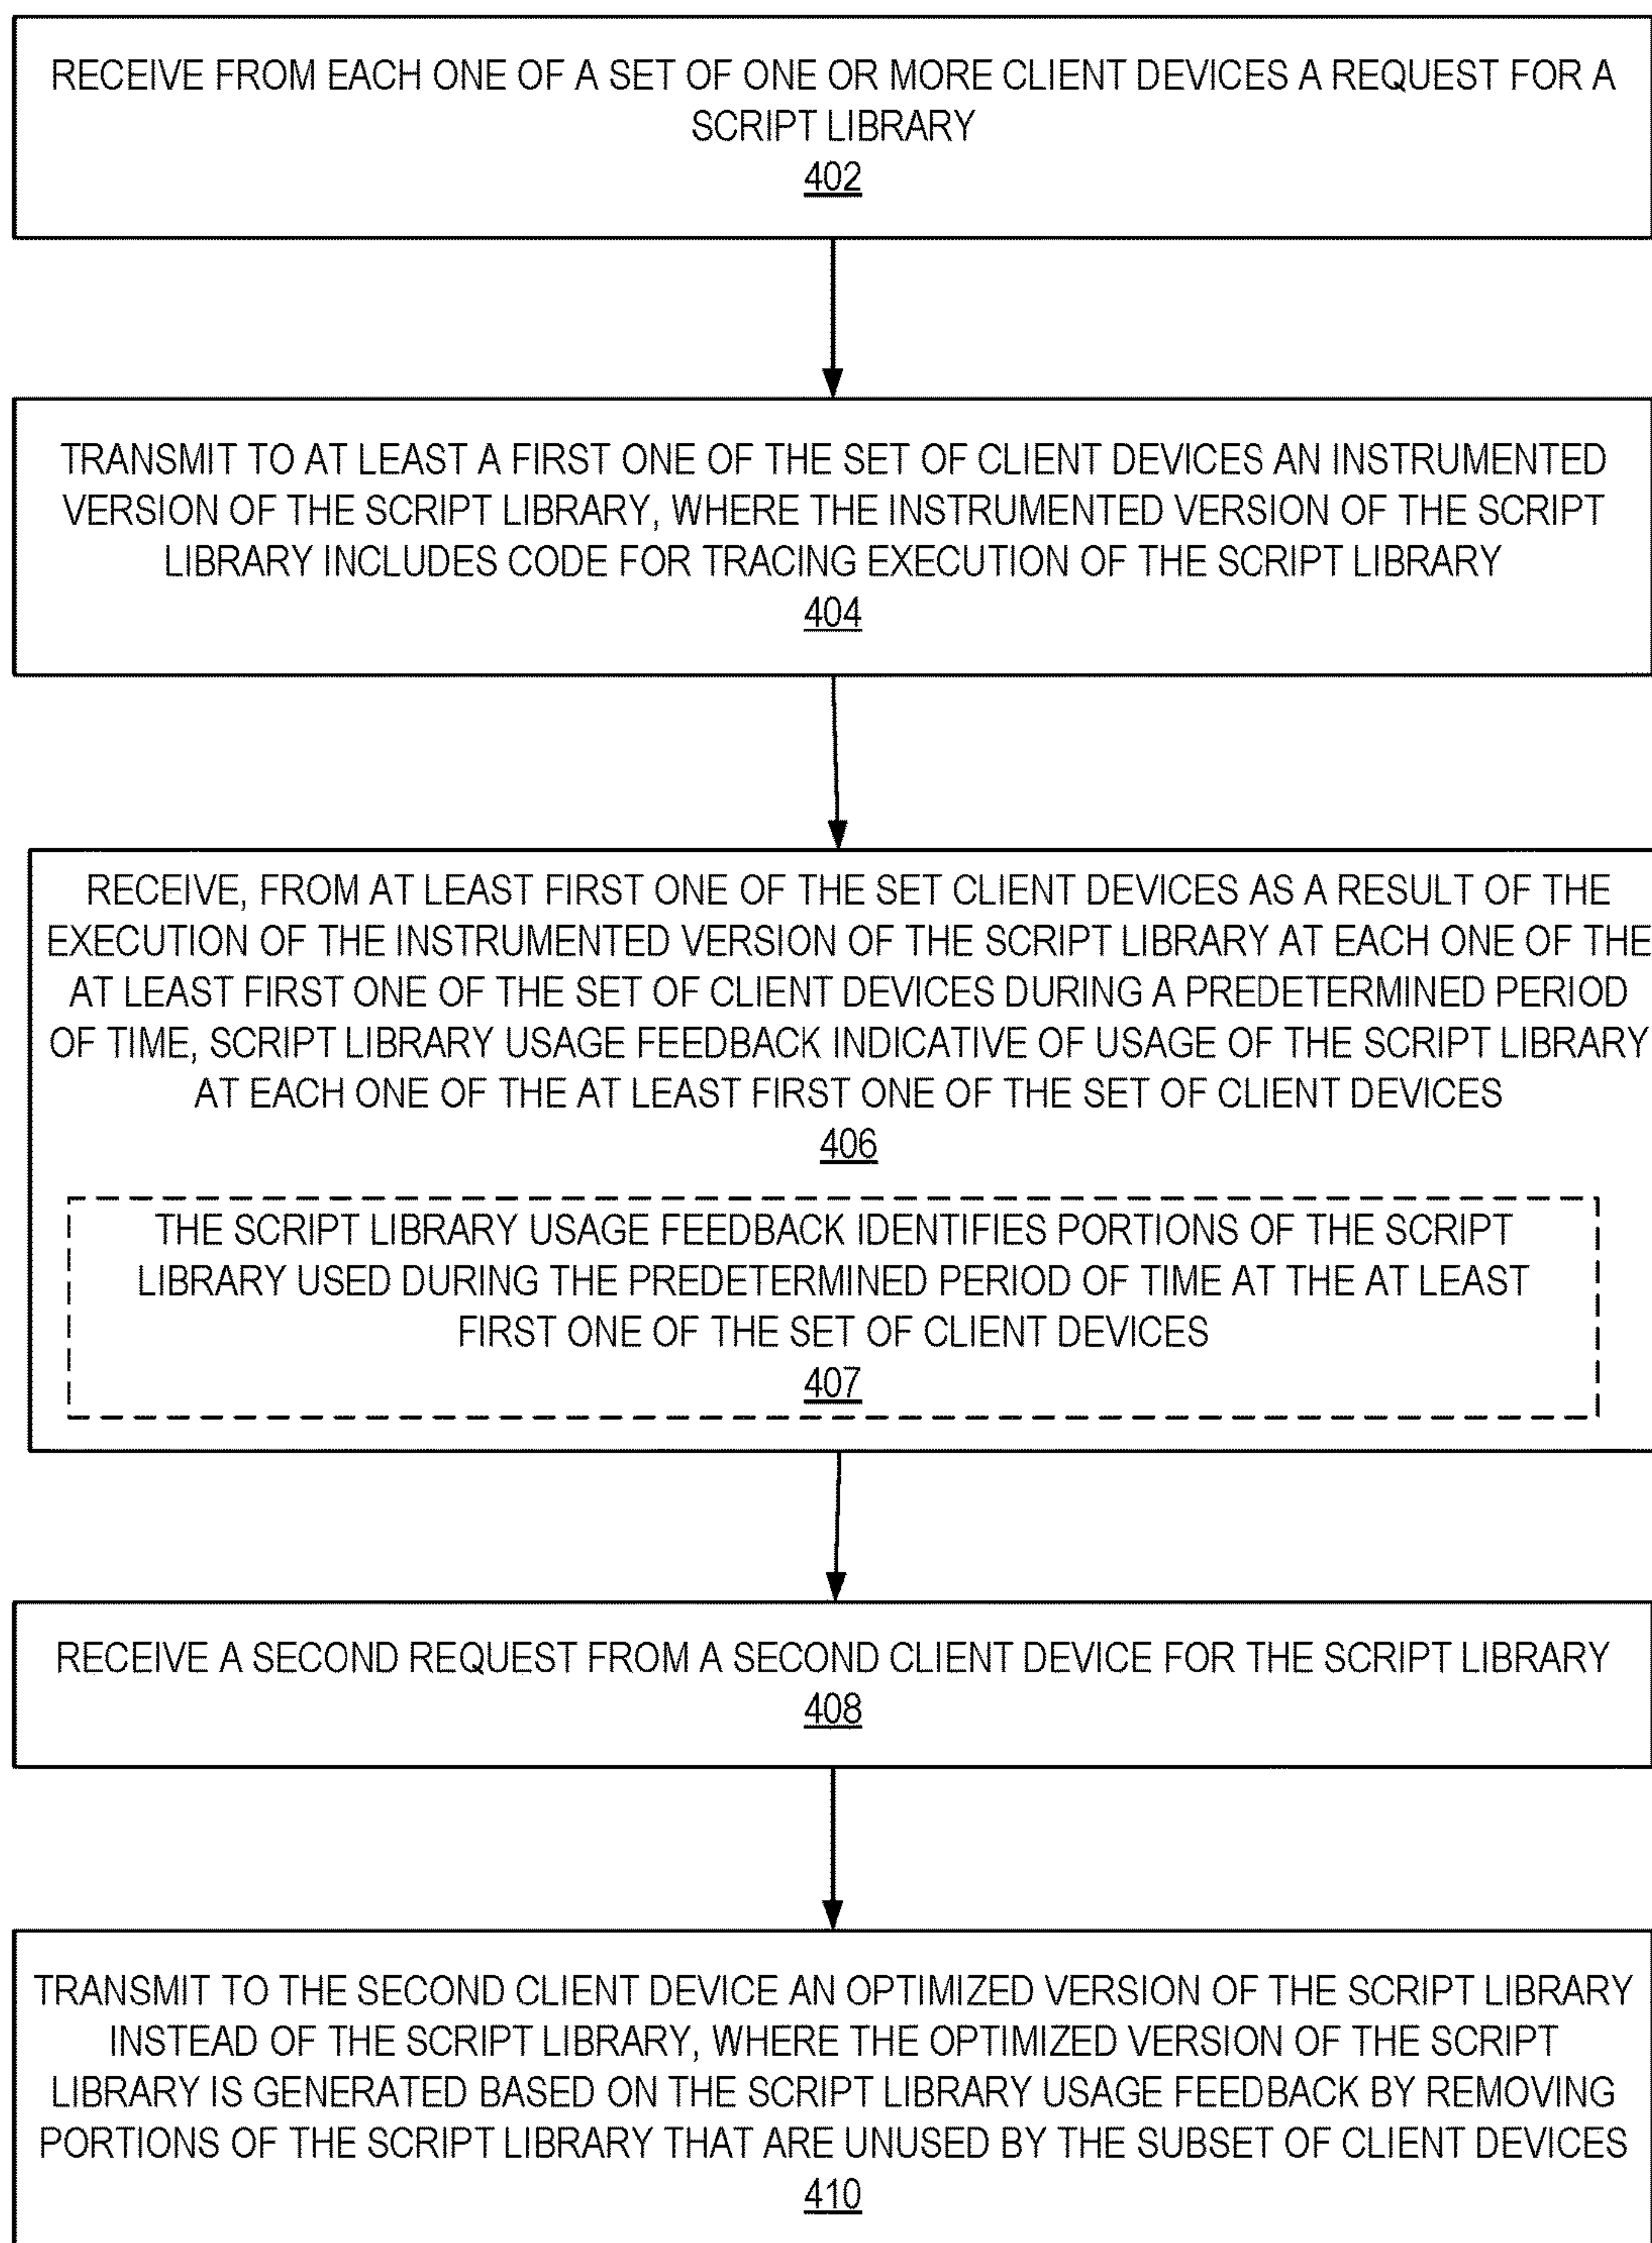 RECEIVE FROM EACH ONE OF A SET OF ONE OR MORE CLIENT DEVICES A REQUEST FOR A
SCRIPT LIBRARY
402
TRANSMIT TO AT LEAST A FIRST ONE OF THE SET OF CLIENT DEVICES AN INSTRUMENTED
VERSION OF THE SCRIPT LIBRARY, WHERE THE INSTRUMENTED VERSION OF THE SCRIPT
LIBRARY INCLUDES CODE FOR TRACING EXECUTION OF THE SCRIPT LIBRARY
404
RECEIVE, FROM AT LEAST FIRST ONE OF THE SET CLIENT DEVICES AS A RESULT OF THE
EXECUTION OF THE INSTRUMENTED VERSION OF THE SCRIPT LIBRARY AT EACH ONE OF THE
AT LEAST FIRST ONE OF THE SET OF CLIENT DEVICES DURING A PREDETERMINED PERIOD
OF TIME, SCRIPT LIBRARY USAGE FEEDBACK INDICATIVE OF USAGE OF THE SCRIPT LIBRARY
AT EACH ONE OF THE AT LEAST FIRST ONE OF THE SET OF CLIENT DEVICES
406
THE SCRIPT LIBRARY USAGE FEEDBACK IDENTIFIES PORTIONS OF THE SCRIPT
LIBRARY USED DURING THE PREDETERMINED PERIOD OF TIME AT THE AT LEAST
FIRST ONE OF THE SET OF CLIENT DEVICES
407
RECEIVE A SECOND REQUEST FROM A SECOND CLIENT DEVICE FOR THE SCRIPT LIBRARY
408
TRANSMIT TO THE SECOND CLIENT DEVICE AN OPTIMIZED VERSION OF THE SCRIPT LIBRARY
INSTEAD OF THE SCRIPT LIBRARY, WHERE THE OPTIMIZED VERSION OF THE SCRIPT
LIBRARY IS GENERATED BASED ON THE SCRIPT LIBRARY USAGE FEEDBACK BY REMOVING
PORTIONS OF THE SCRIPT LIBRARY THAT ARE UNUSED BY THE SUBSET OF CLIENT DEVICES
410